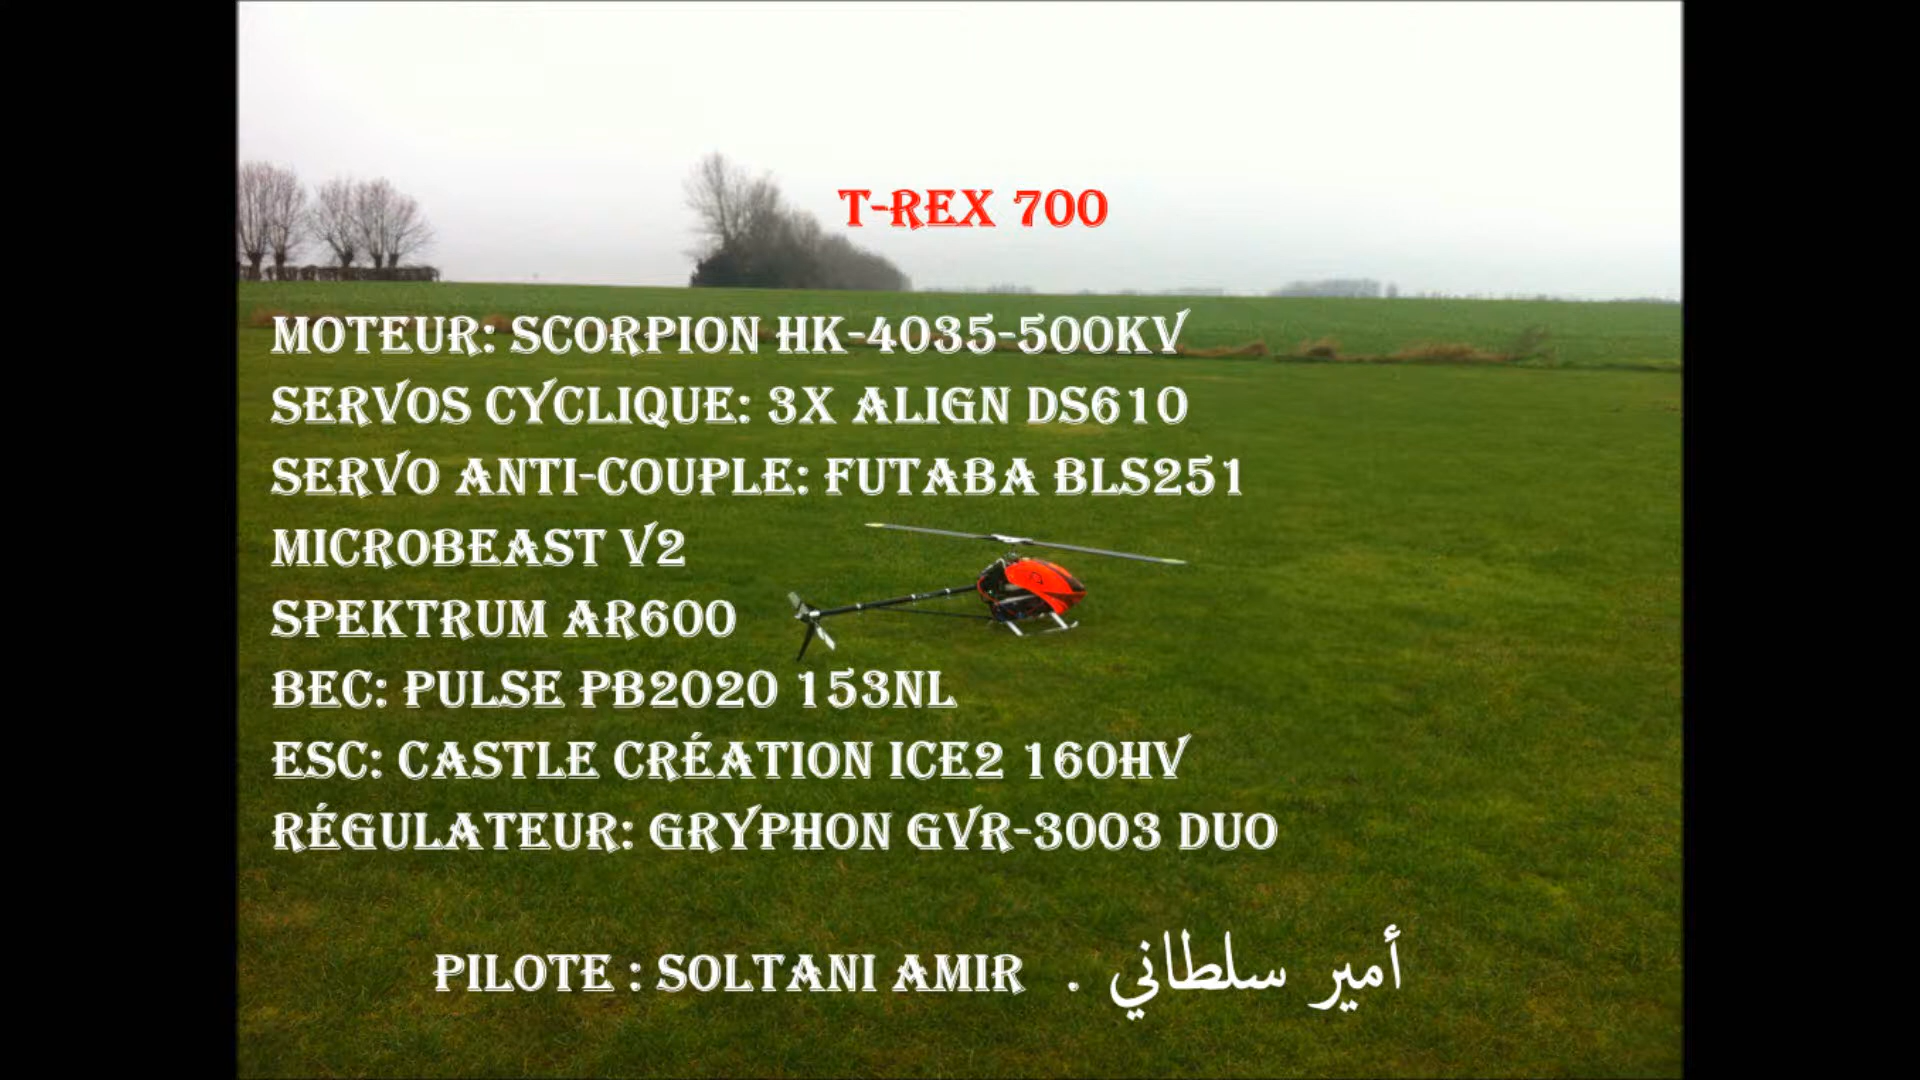 T-REX 700
MOTEUR: SCORPION HK-4035-500KV
SERVOS CYCLIQUE: 3X ALIGN DS610
SERVO ANTI-COUPLE: FUTABA BLS251
MICROBEAST V2
SPEKTRUM AR600
BEC: PULSE PB2020 153NL
ESC: CASTLE CRÉATION ICE2 160HV
RÉGULATEUR: GRYPHON GVR-3003 DUO
PILOTE : SOLTANI AMIR . أمير سلطاني